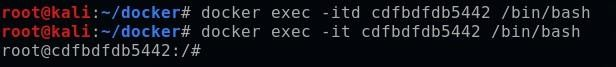 root@kali:~/docker# docker exec -itd cdfbdfdb5442 /bin/bash
root@kali:~/docker# docker exec -it cdfbdfdb5442 /bin/bash
root@cdfbdfdb5442:/#